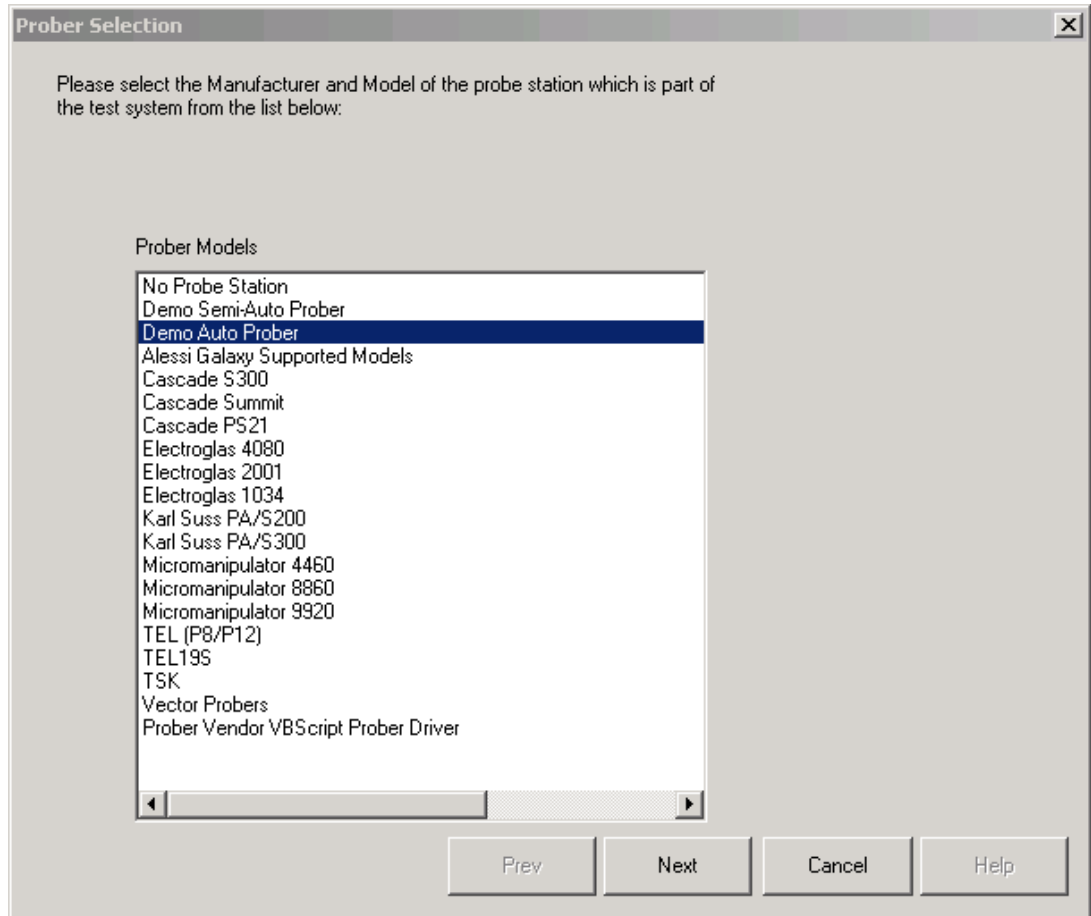 Prober Selection
Please select the Manufacturer and Model of the probe station which is part of
the test system from the list below:
Prober Models
No Probe Station
Demo Semi-Auto Prober
Demo Auto Prober
Alessi Galaxy Supported Models
Cascade S300
Cascade Summit
Cascade PS21
Electroglas 4080
Electroglas 2001
Electroglas 1034
Karl Suss PA/S200
Karl Suss PA/S300
Micromanipulator 4460
Micromanipulator 8860
Micromanipulator 9920
TEL (P8/P12)
TEL19S
TSK
Vector Probers
Prober Vendor VBScript Prober Driver
Prev Next Cancel Help